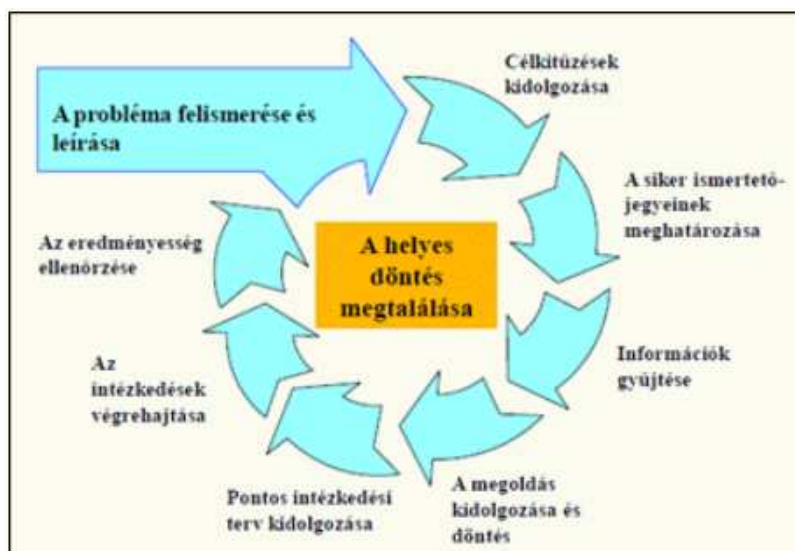 A probléma felismerése és
leírása
Célkitűzések
kidolgozása
A siker ismertető-
jegyeinek
meghatározása
Információk
gyűjtése
A megoldás
kidolgozása és
döntés
Pontos intézkedési
terv kidolgozása
Az
intézkedések
végrehajtása
Az eredményesség
ellenőrzése
A helyes
döntés
megtalálása